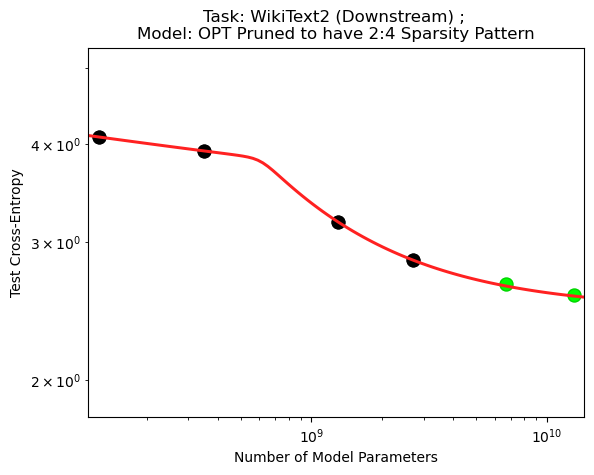 Task: WikiText2 (Downstream) ;
Model: OPT Pruned to have 2:4 Sparsity Pattern
Test Cross-Entropy
4 × 10⁰
3 × 10⁰
2 × 10⁰
10⁹
10¹⁰
Number of Model Parameters